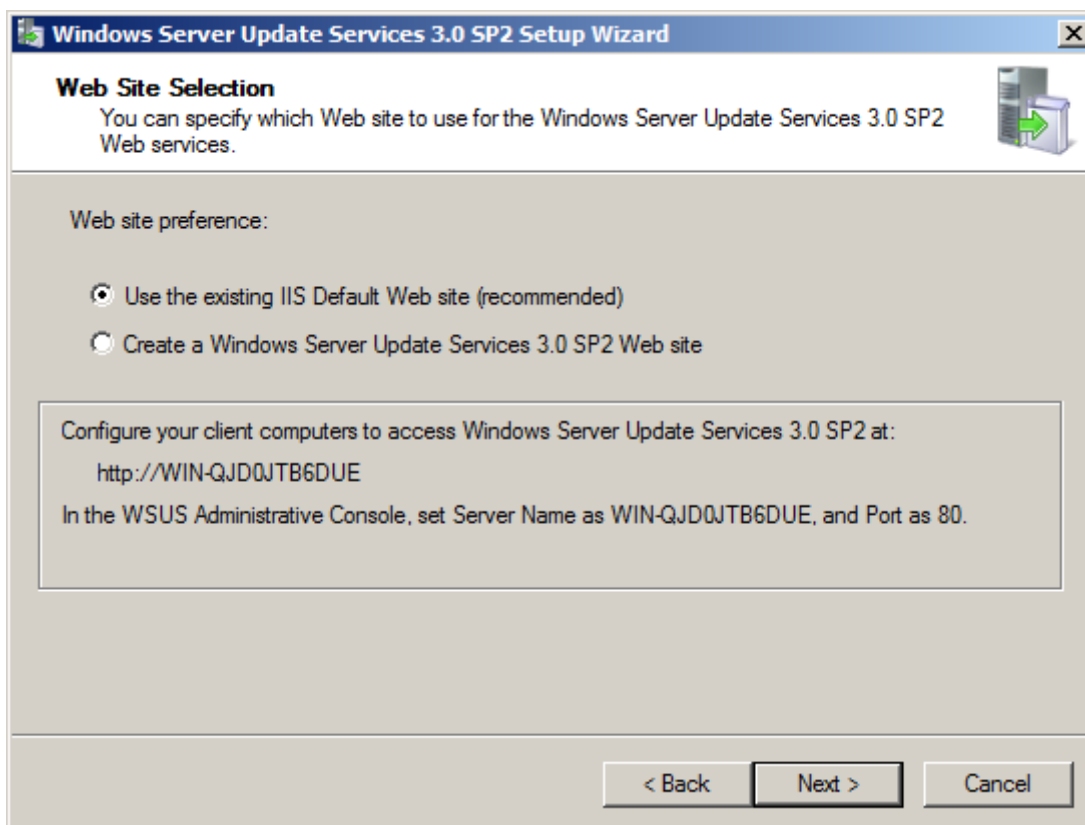 Windows Server Update Services 3.0 SP2 Setup Wizard
Web Site Selection
You can specify which Web site to use for the Windows Server Update Services 3.0 SP2
Web services.
Web site preference:
Use the existing IIS Default Web site (recommended)
Create a Windows Server Update Services 3.0 SP2 Web site
Configure your client computers to access Windows Server Update Services 3.0 SP2 at:
http://WIN-QJD0JTB6DUE
In the WSUS Administrative Console, set Server Name as WIN-QJD0JTB6DUE, and Port as 80.
< Back
Next >
Cancel